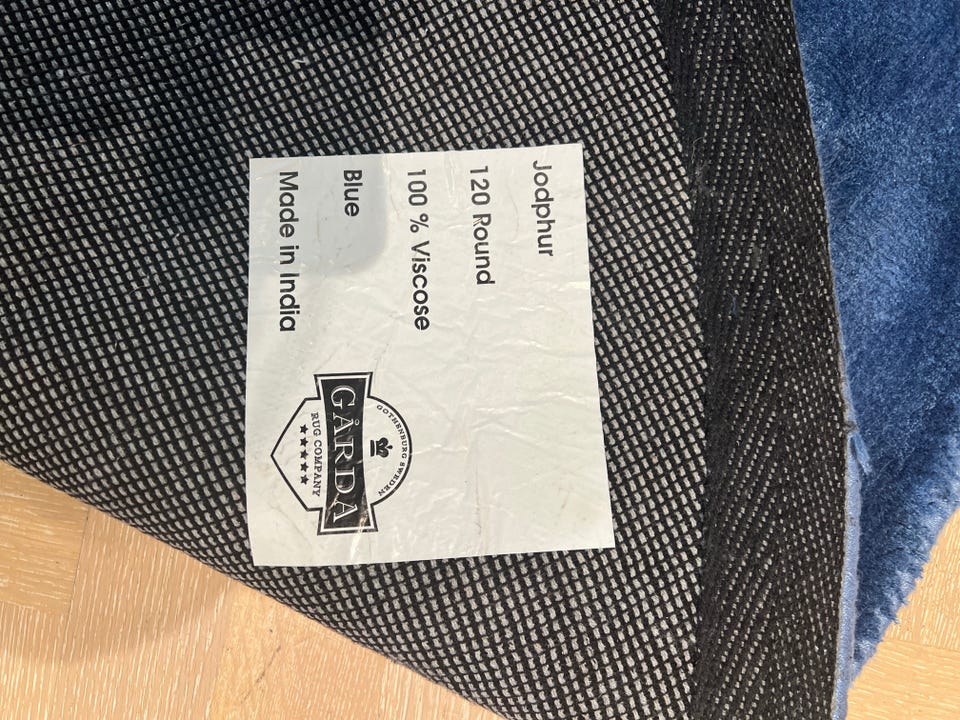 Jodphur
120 Round
100 % Viscose
Blue
Made in India
GOTHENBURG SWEDEN
GÅRDA
RUG COMPANY